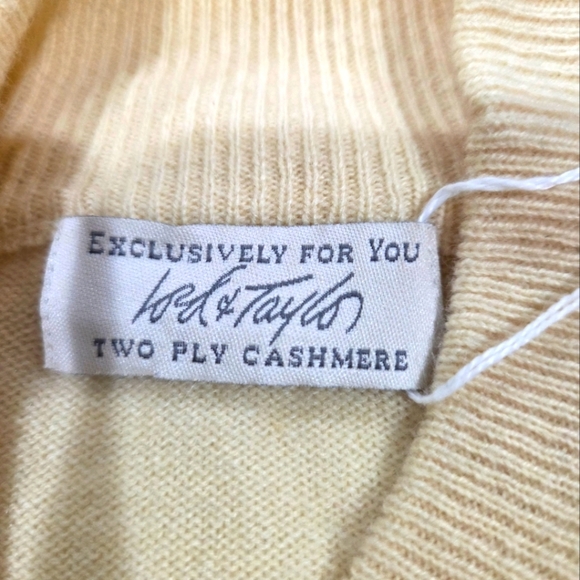 EXCLUSIVELY FOR YOU
Lord & Taylor
TWO PLY CASHMERE